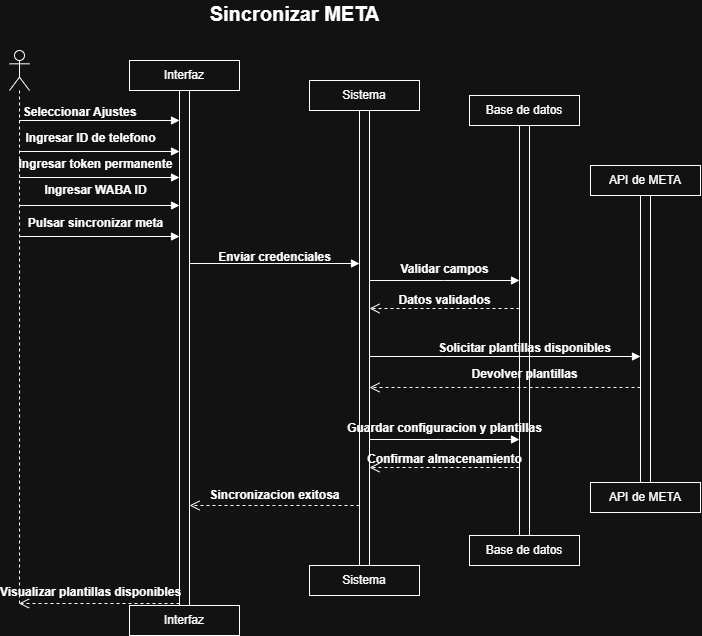 Sincronizar META
Interfaz
Sistema
Base de datos
API de META
Seleccionar Ajustes
Ingresar ID de telefono
Ingresar token permanente
Ingresar WABA ID
Pulsar sincronizar meta
Enviar credenciales
Validar campos
Datos validados
Solicitar plantillas disponibles
Devolver plantillas
Guardar configuracion y plantillas
Confirmar almacenamiento
Sincronizacion exitosa
API de META
Base de datos
Sistema
Visualizar plantillas disponibles
Interfaz